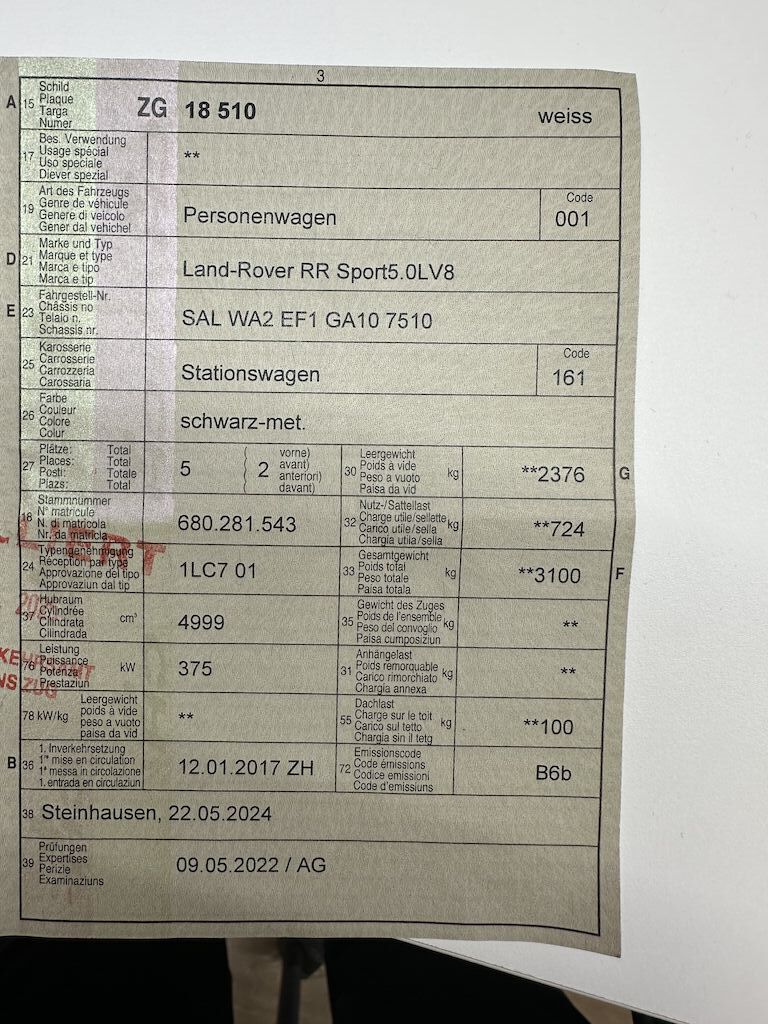 3
A 15 Schild
Plaque
Targa
Numer
ZG 18 510 weiss
17 Bes. Verwendung
Usage spécial
Uso speciale
Diever spezial
**
19 Art des Fahrzeugs
Genre de véhicule
Genere di veicolo
Gener dal vehichel
Personenwagen
Code
001
D 21 Marke und Typ
Marque et type
Marca e tipo
Marca e tip
Land-Rover RR Sport5.0LV8
E 23 Fahrgestell-Nr.
Châssis no
Telaio n.
Schassis nr.
SAL WA2 EF1 GA10 7510
25 Karosserie
Carrosserie
Carrozzeria
Carossaria
Stationswagen
Code
161
26 Farbe
Couleur
Colore
Colur
schwarz-met.
27 Plätze: Total
Places: Total
Posti: Totale
Plazs: Total
5 ( 2 vorne)
avant)
anteriori)
davant)
30 Leergewicht
Poids à vide
Peso a vuoto
Paisa da vid
kg **2376 G
18 Stammnummer
N° matricule
N. di matricola
Nr. da matricla
680.281.543
32 Nutz-/Sattellast
Charge utile/sellette
Carico utile/sella
Chargia utila/sella
kg **724
24 Typengenehmigung
Réception par type
Approvazione del tipo
Approvaziun dal tip
1LC7 01
33 Gesamtgewicht
Poids total
Peso totale
Paisa totala
kg **3100 F
37 Hubraum
Cylindrée
Cilindrata
Cilindrada
cm³ 4999
35 Gewicht des Zuges
Poids de l'ensemble
Peso del convoglio
Paisa cumposiziun
kg **
76 Leistung
Puissance
Potenza
Prestaziun
kW 375
31 Anhängelast
Poids remorquable
Carico rimorchiato
Chargia annexa
kg **
78 kW/kg Leergewicht
poids à vide
peso a vuoto
paisa da vid
**
55 Dachlast
Charge sur le toit
Carico sul tetto
Chargia sin il tetg
kg **100
B 36 1. Inverkehrsetzung
1re mise en circulation
1a messa in circolazione
1. entrada en circulaziun
12.01.2017 ZH
72 Emissionscode
Code émissions
Codice emissioni
Code d'emissiuns
B6b
38 Steinhausen, 22.05.2024
39 Prüfungen
Expertises
Perizie
Examinaziuns
09.05.2022 / AG
LIERT
ZUG